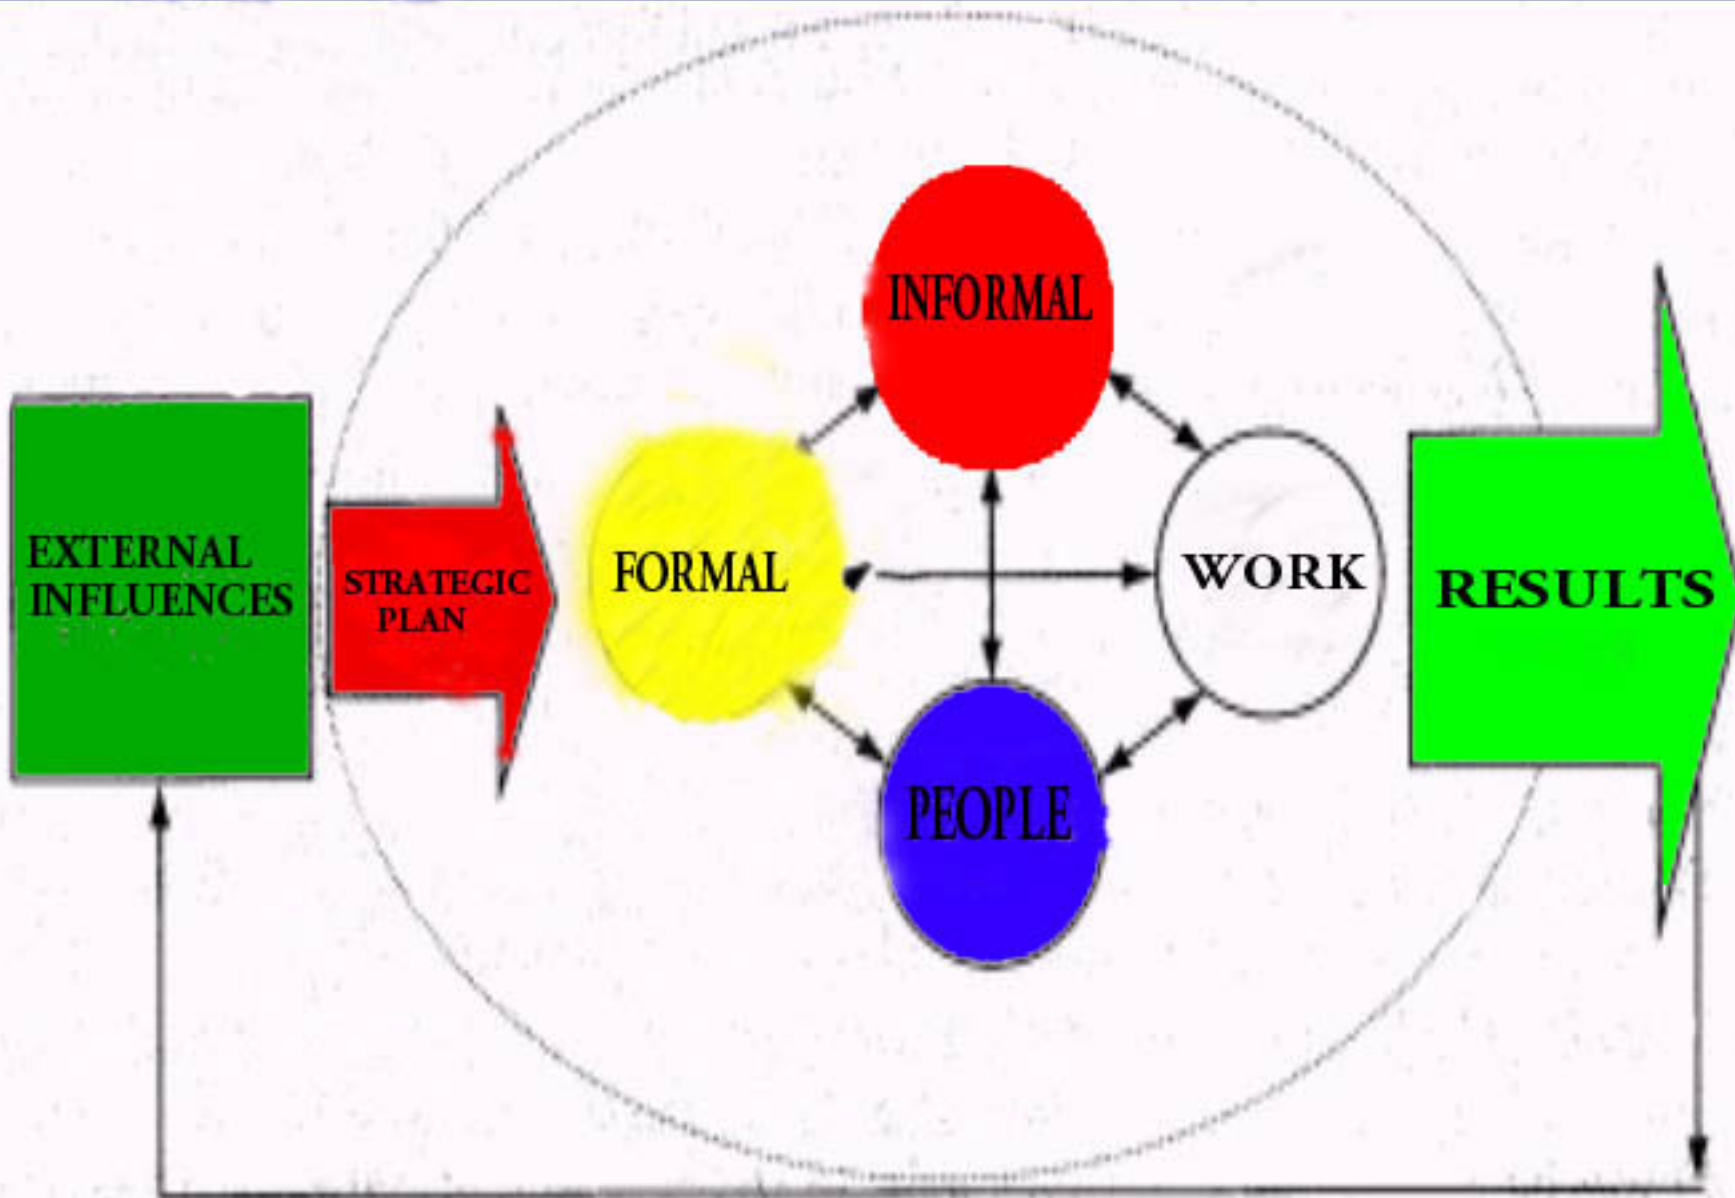 EXTERNAL
INFLUENCES
STRATEGIC
PLAN
FORMAL
INFORMAL
PEOPLE
WORK
RESULTS